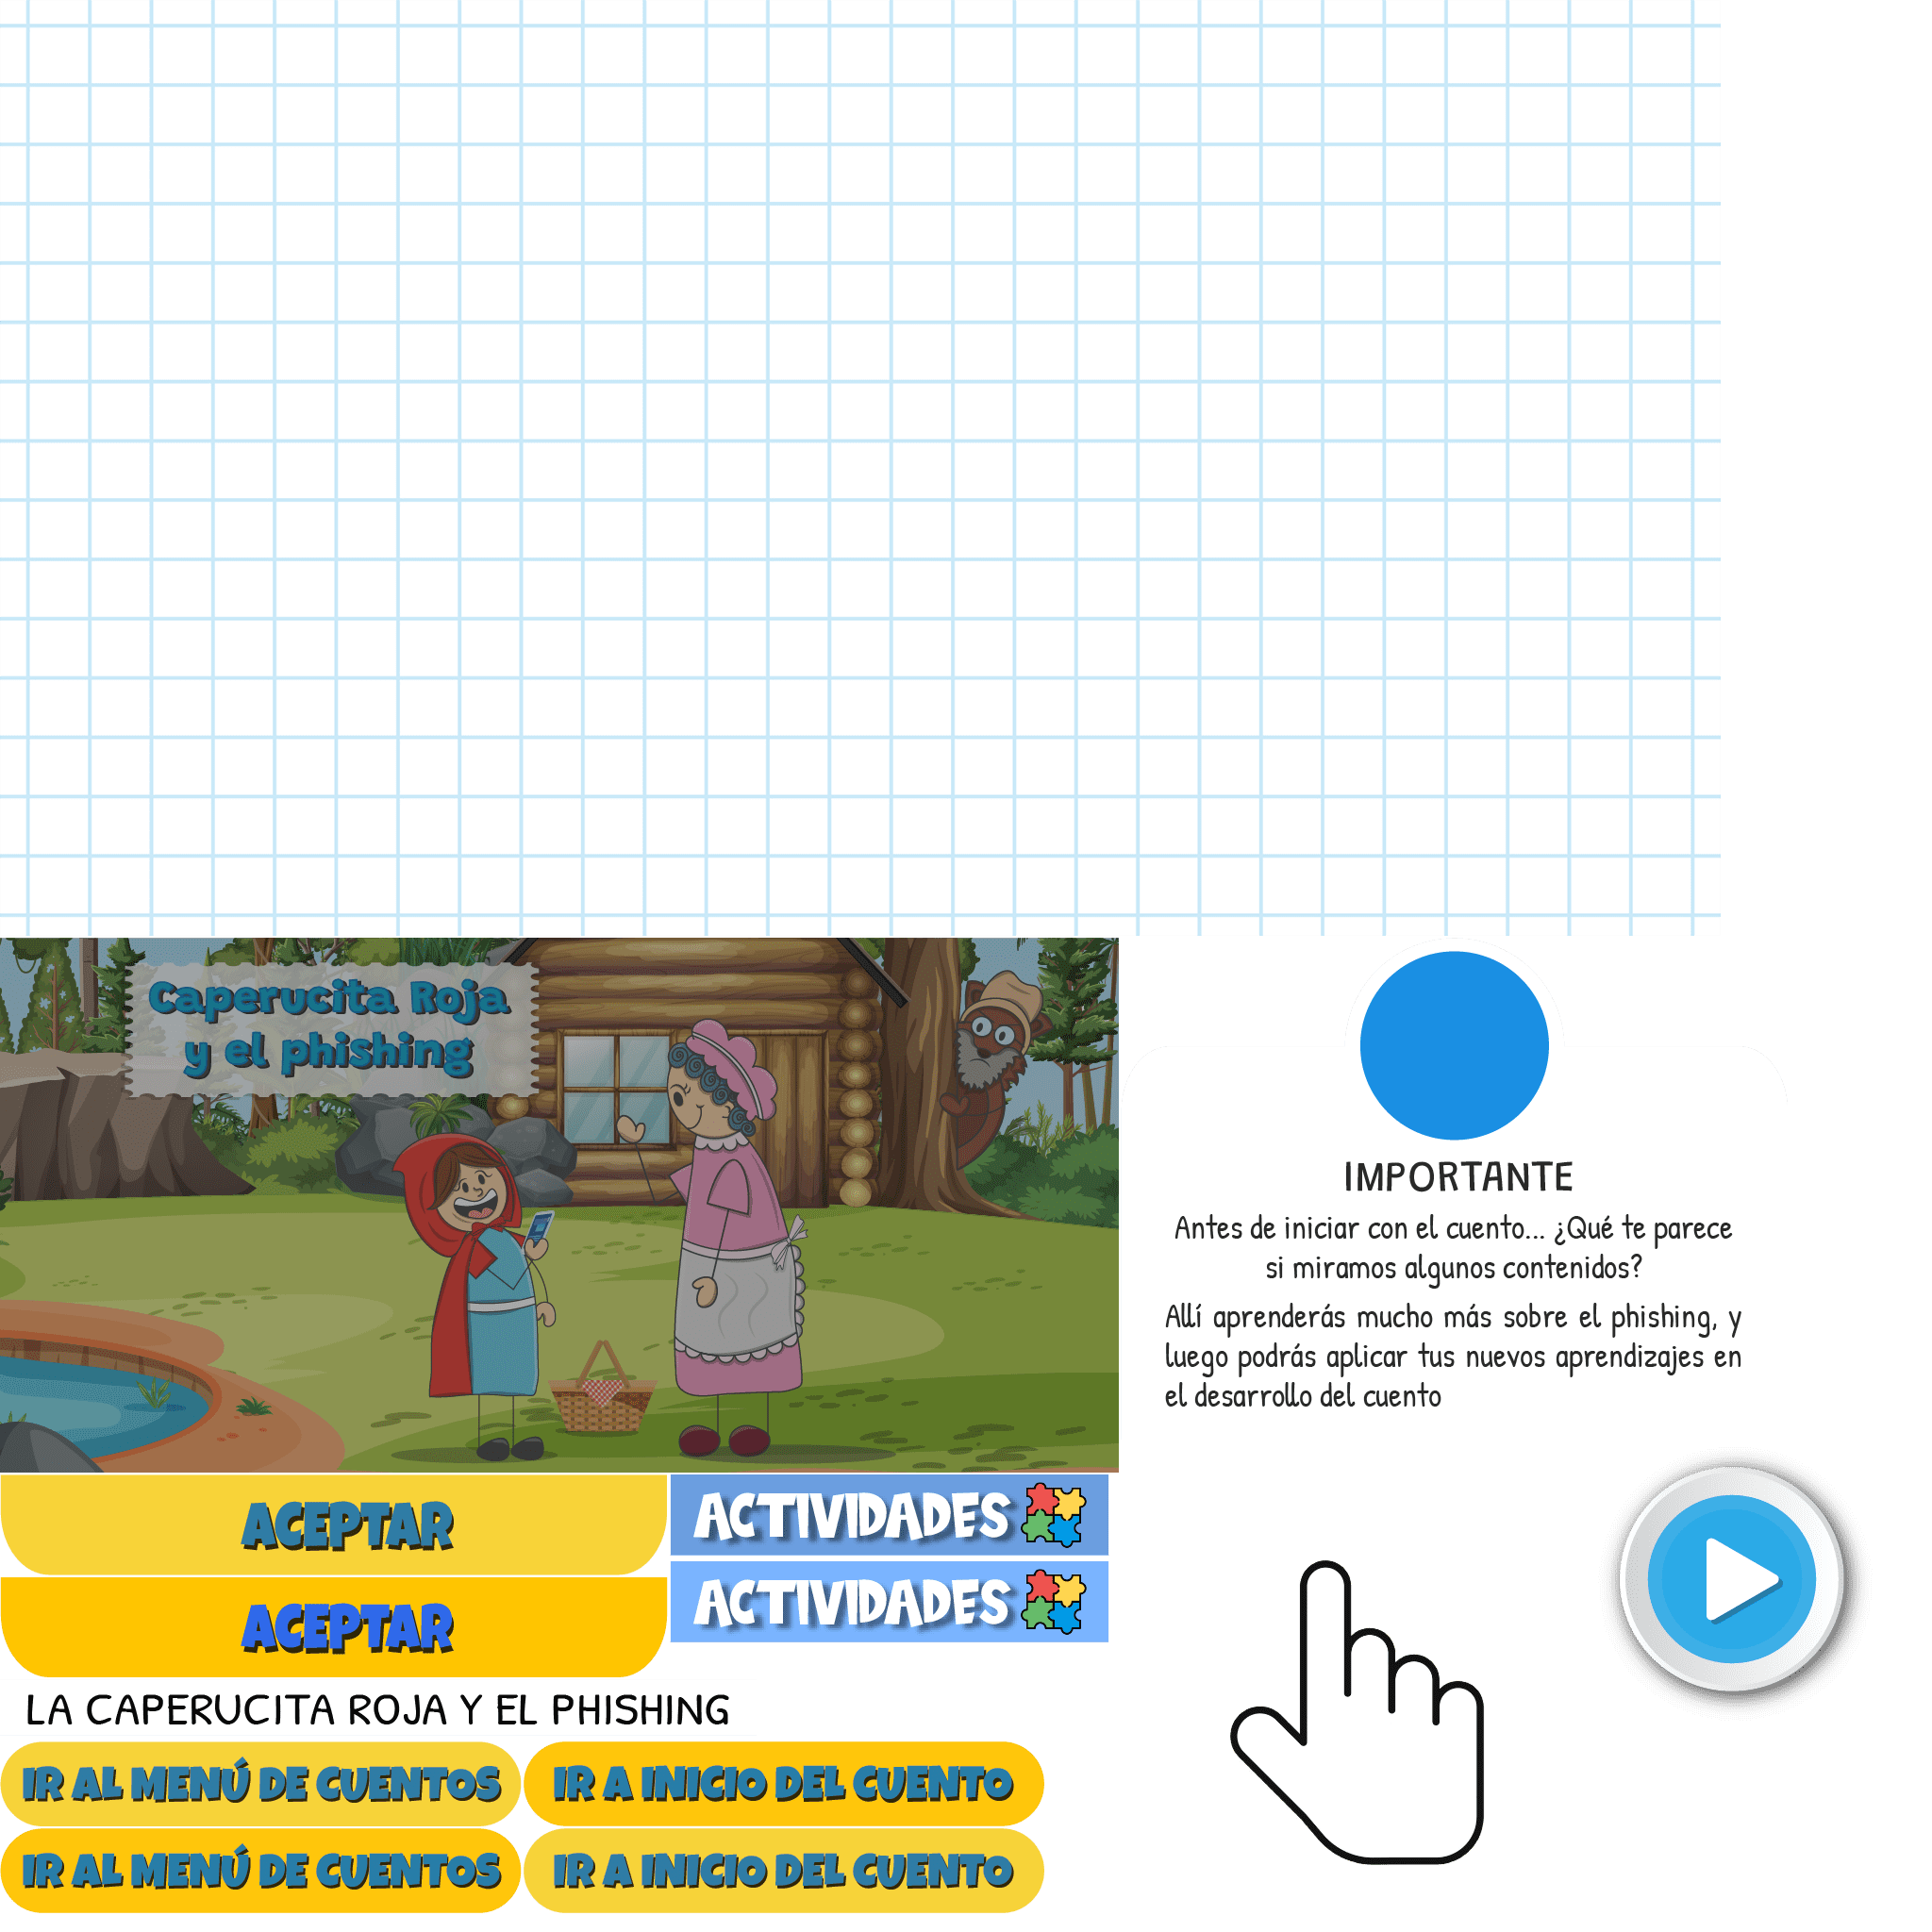 Caperucita Roja
y el phishing
IMPORTANTE
Antes de iniciar con el cuento... ¿Qué te parece
si miramos algunos contenidos?
Allí aprenderás mucho más sobre el phishing, y
luego podrás aplicar tus nuevos aprendizajes en
el desarrollo del cuento
ACEPTAR
ACTIVIDADES
ACTIVIDADES
ACEPTAR
LA CAPERUCITA ROJA Y EL PHISHING
IR AL MENÚ DE CUENTOS
IR A INICIO DEL CUENTO
IR AL MENÚ DE CUENTOS
IR A INICIO DEL CUENTO